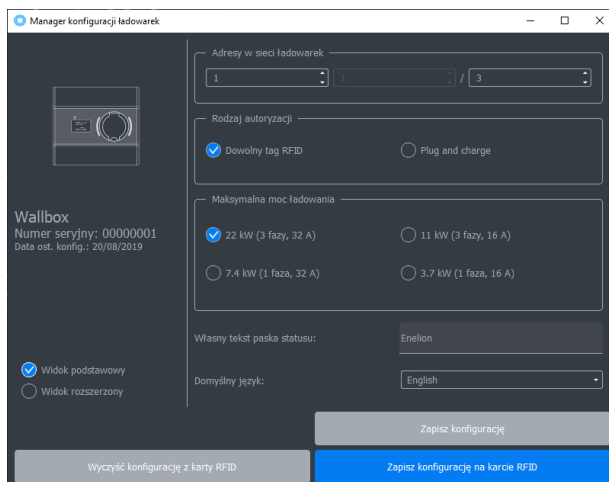 Manager konfiguracji ładowarek
Adresy w sieci ładowarek
1 1 / 3
Rodzaj autoryzacji
Dowolny tag RFID Plug and charge
Maksymalna moc ładowania
22 kW (3 fazy, 32 A) 11 kW (3 fazy, 16 A)
7.4 kW (1 faza, 32 A) 3.7 kW (1 faza, 16 A)
Wallbox
Numer seryjny: 00000001
Data ost. konfig.: 20/08/2019
Własny tekst paska statusu: Enelion
Domyślny język: English
Widok podstawowy
Widok rozszerzony
Zapisz konfigurację
Wyczyść konfigurację z karty RFID
Zapisz konfigurację na karcie RFID